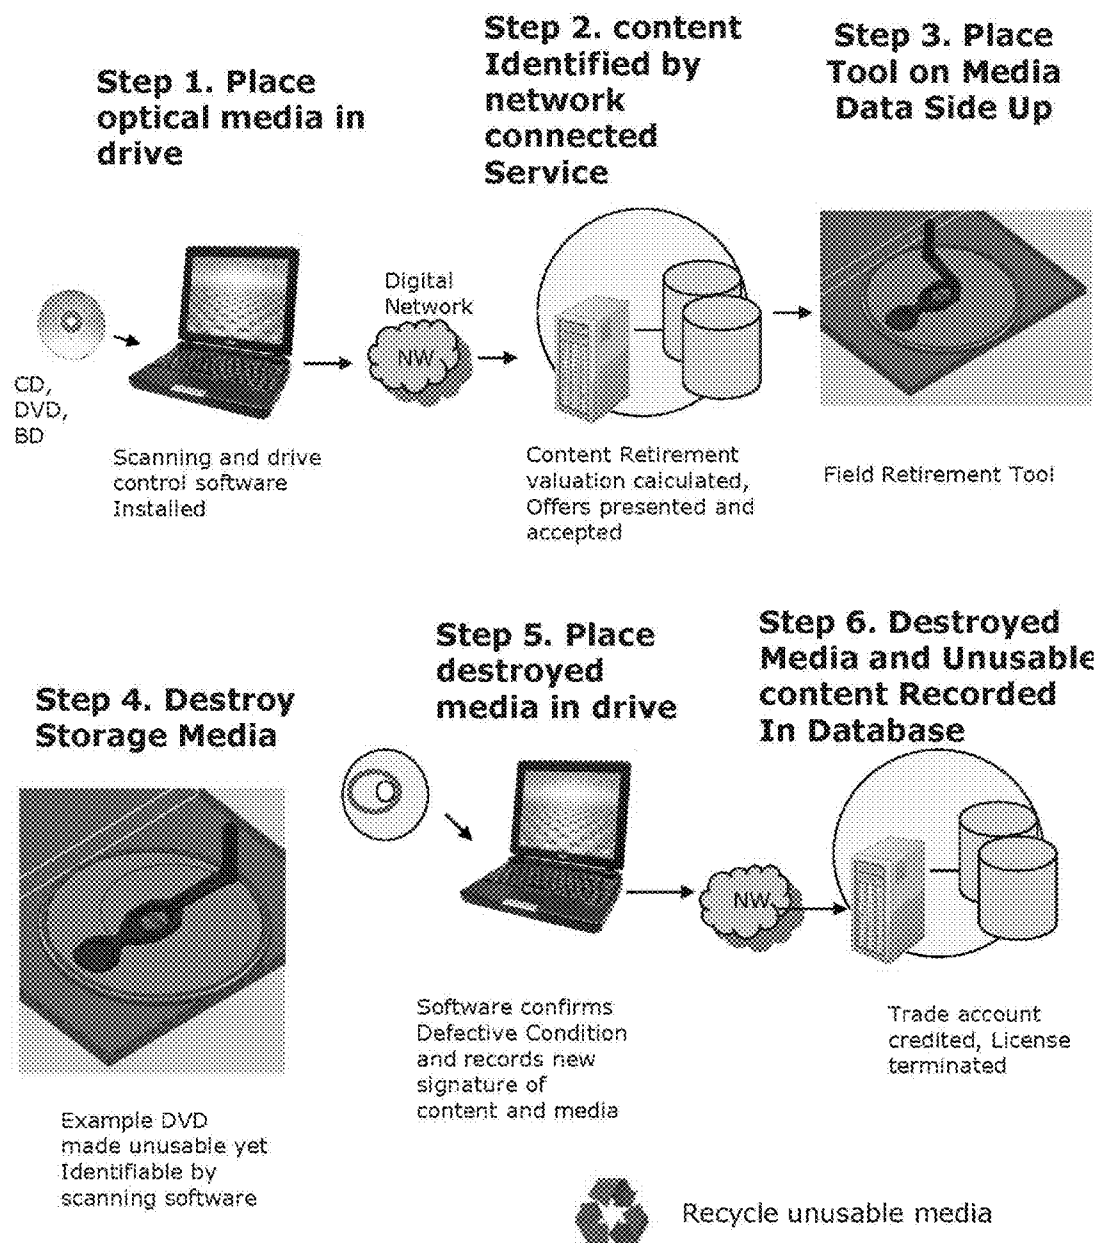 Step 1. Place
optical media in
drive
Step 2. content
Identified by
network
connected
Service
Step 3. Place
Tool on Media
Data Side Up
CD,
DVD,
BD
Digital
Network
NW
Scanning and drive
control software
Installed
Content Retirement
valuation calculated,
Offers presented and
accepted
Field Retirement Tool
Step 4. Destroy
Storage Media
Step 5. Place
destroyed
media in drive
Step 6. Destroyed
Media and Unusable
content Recorded
In Database
NW
Example DVD
made unusable yet
Identifiable by
scanning software
Software confirms
Defective Condition
and records new
signature of
content and media
Trade account
credited, License
terminated
Recycle unusable media